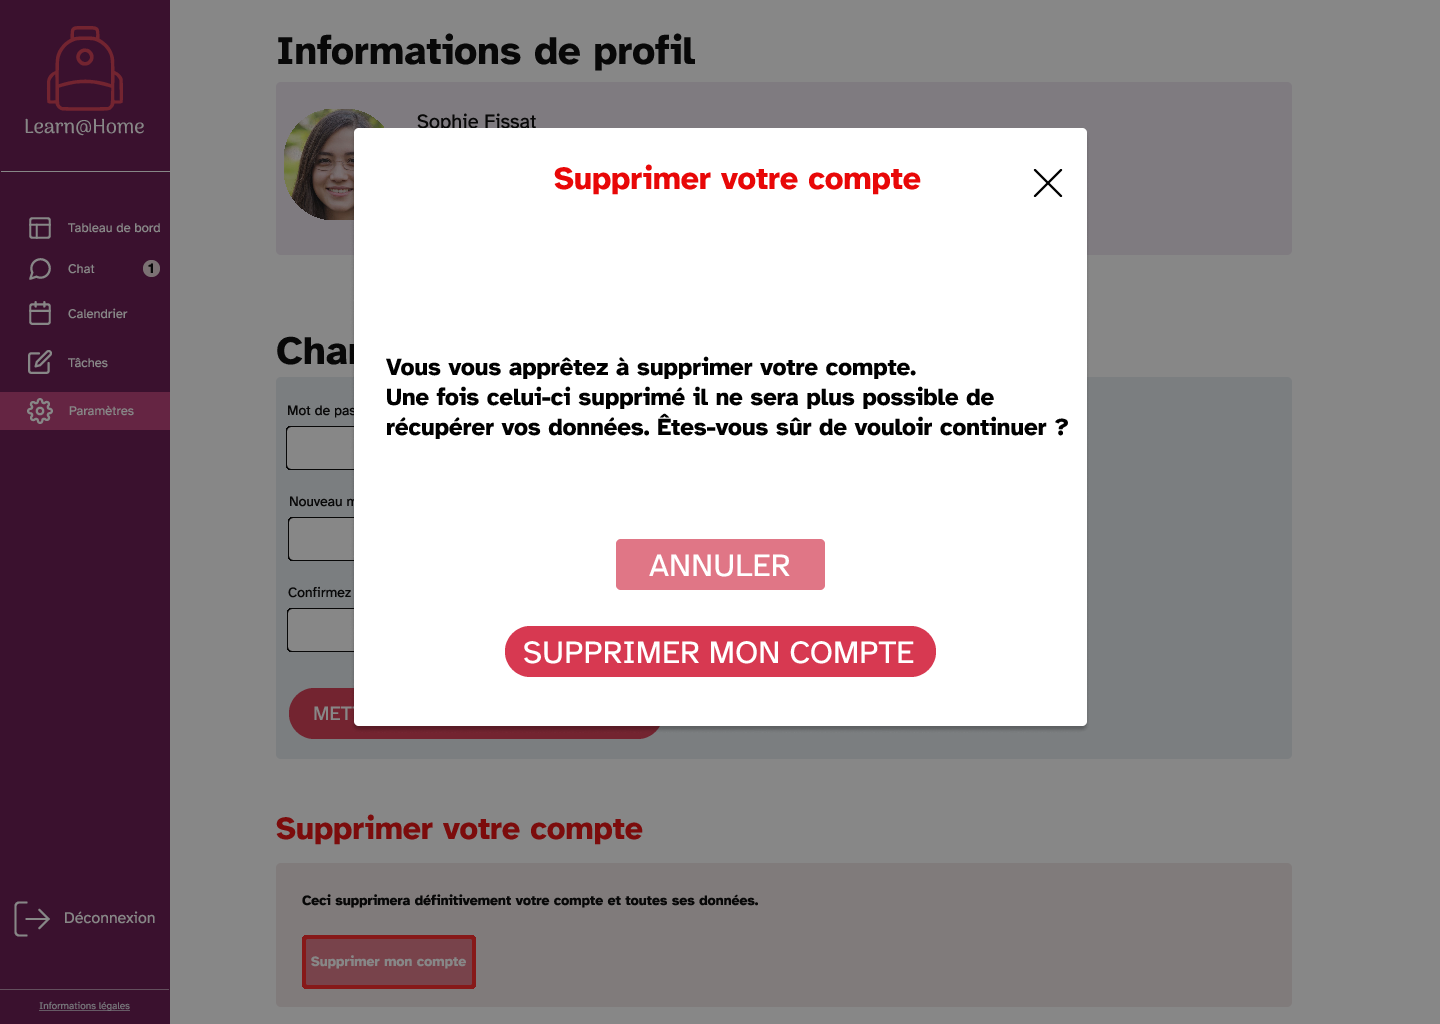 Learn@Home
Tableau de bord
Chat
1
Calendrier
Tâches
Paramètres
Déconnexion
Informations légales
Informations de profil
Sophie Fissat
Mot de
Nouveau
Confirmez
Supprimer votre compte
Vous vous apprêtez à supprimer votre compte.
Une fois celui-ci supprimé il ne sera plus possible de
récupérer vos données. Êtes-vous sûr de vouloir continuer ?
ANNULER
SUPPRIMER MON COMPTE
Supprimer votre compte
Ceci supprimera définitivement votre compte et toutes ses données.
Supprimer mon compte